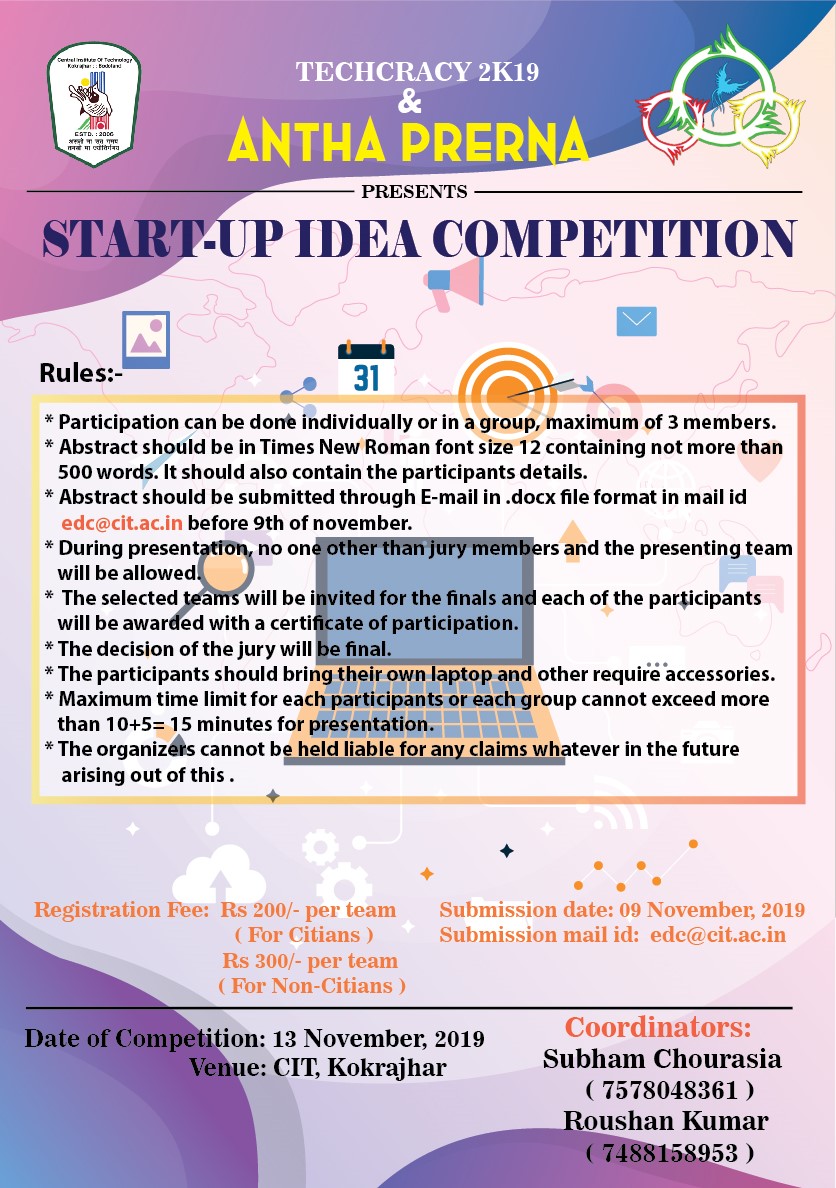 Central Institute Of Technology
Kokrajhar : : Bodoland
ESTD. : 2006
असतो मा सत गमय
तमसो मा ज्योतिर्गमय
TECHCRACY 2K19
&
ANTHA PRERNA
PRESENTS
START-UP IDEA COMPETITION
31
Rules:-
* Participation can be done individually or in a group, maximum of 3 members.
* Abstract should be in Times New Roman font size 12 containing not more than
500 words. It should also contain the participants details.
* Abstract should be submitted through E-mail in .docx file format in mail id
edc@cit.ac.in before 9th of november.
* During presentation, no one other than jury members and the presenting team
will be allowed.
* The selected teams will be invited for the finals and each of the participants
will be awarded with a certificate of participation.
* The decision of the jury will be final.
* The participants should bring their own laptop and other require accessories.
* Maximum time limit for each participants or each group cannot exceed more
than 10+5= 15 minutes for presentation.
* The organizers cannot be held liable for any claims whatever in the future
arising out of this .
Registration Fee: Rs 200/- per team
( For Citians )
Rs 300/- per team
( For Non-Citians )
Submission date: 09 November, 2019
Submission mail id: edc@cit.ac.in
Date of Competition: 13 November, 2019
Venue: CIT, Kokrajhar
Coordinators:
Subham Chourasia
( 7578048361 )
Roushan Kumar
( 7488158953 )